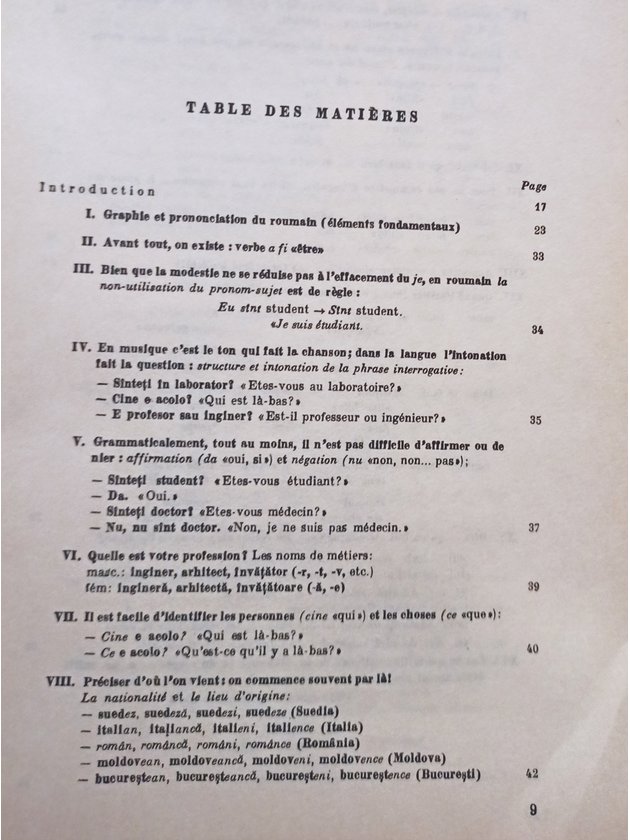 TABLE DES MATIÈRES
Page
Introduction 17
I. Graphie et prononciation du roumain (éléments fondamentaux) 23
II. Avant tout, on existe : verbe a fi «être» 33
III. Bien que la modestie ne se réduise pas à l'effacement du je, en roumain la
non-utilisation du pronom-sujet est de règle :
Eu sînt student → Sînt student.
«Je suis étudiant. 34
IV. En musique c'est le ton qui fait la chanson; dans la langue l'intonation
fait la question : structure et intonation de la phrase interrogative:
— Sînteți în laborator? «Etes-vous au laboratoire?»
— Cine e acolo? «Qui est là-bas?»
— E profesor sau inginer? «Est-il professeur ou ingénieur?» 35
V. Grammaticalement, tout au moins, il n'est pas difficile d'affirmer ou de
nier : affirmation (da «oui, si») et négation (nu «non, non... pas»);
— Sînteți student? «Etes-vous étudiant?»
— Da. «Oui.»
— Sînteți doctor? «Etes-vous médecin?»
— Nu, nu sînt doctor. «Non, je ne suis pas médecin.» 37
VI. Quelle est votre profession? Les noms de métiers:
masc.: inginer, arhitect, învățător (-r, -t, -v, etc.)
fém: ingineră, arhitectă, învățătoare (-ă, -e) 39
VII. Il est facile d'identifier les personnes (cine «qui») et les choses (ce «que»):
— Cine e acolo? «Qui est là-bas?»
— Ce e acolo? «Qu'est-ce qu'il y a là-bas?» 40
VIII. Préciser d'où l'on vient: on commence souvent par là!
La nationalité et le lieu d'origine:
— suedez, suedeză, suedezi, suedeze (Suedia)
— italian, italiancă, italieni, italience (Italia)
— român, româncă, români, românce (România)
— moldovean, moldoveancă, moldoveni, moldovence (Moldova)
— bucureștean, bucureșteancă, bucureșteni, bucureștence (București) 42
9